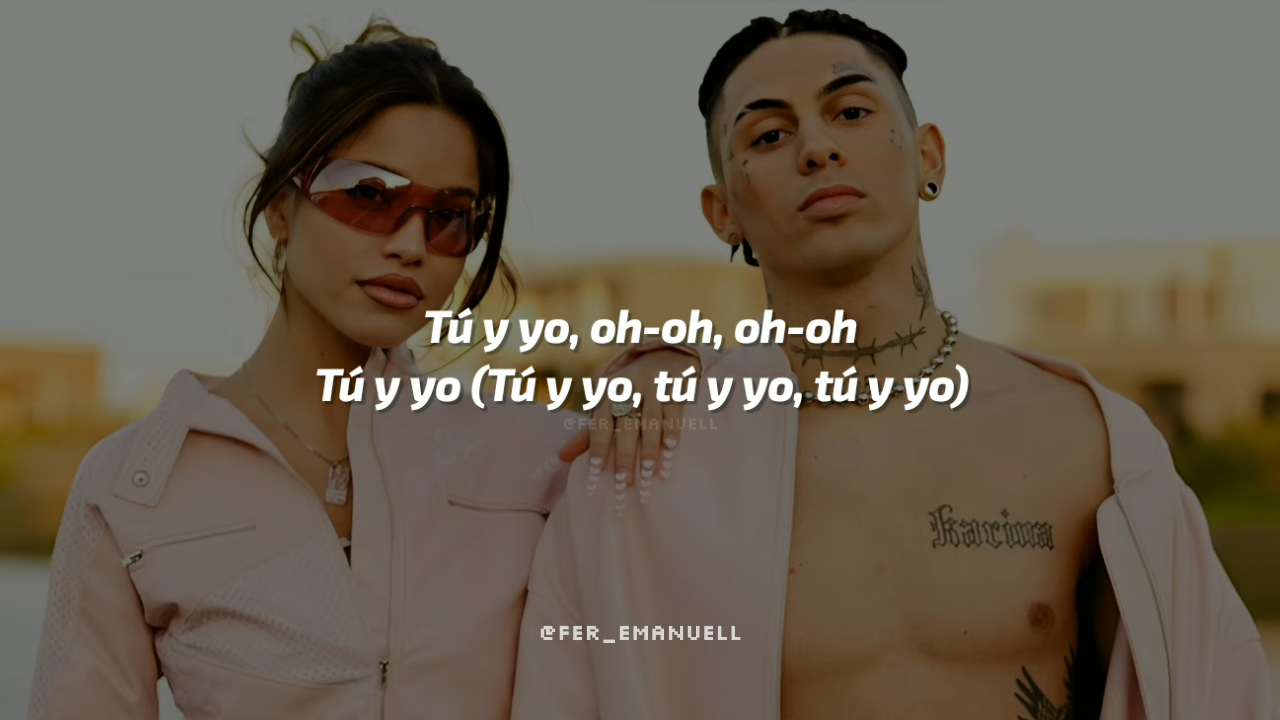 Tú y yo, oh-oh, oh-oh
Tú y yo (Tú y yo, tú y yo, tú y yo)
@FER_EMANUELL
karina
@FER_EMANUELL